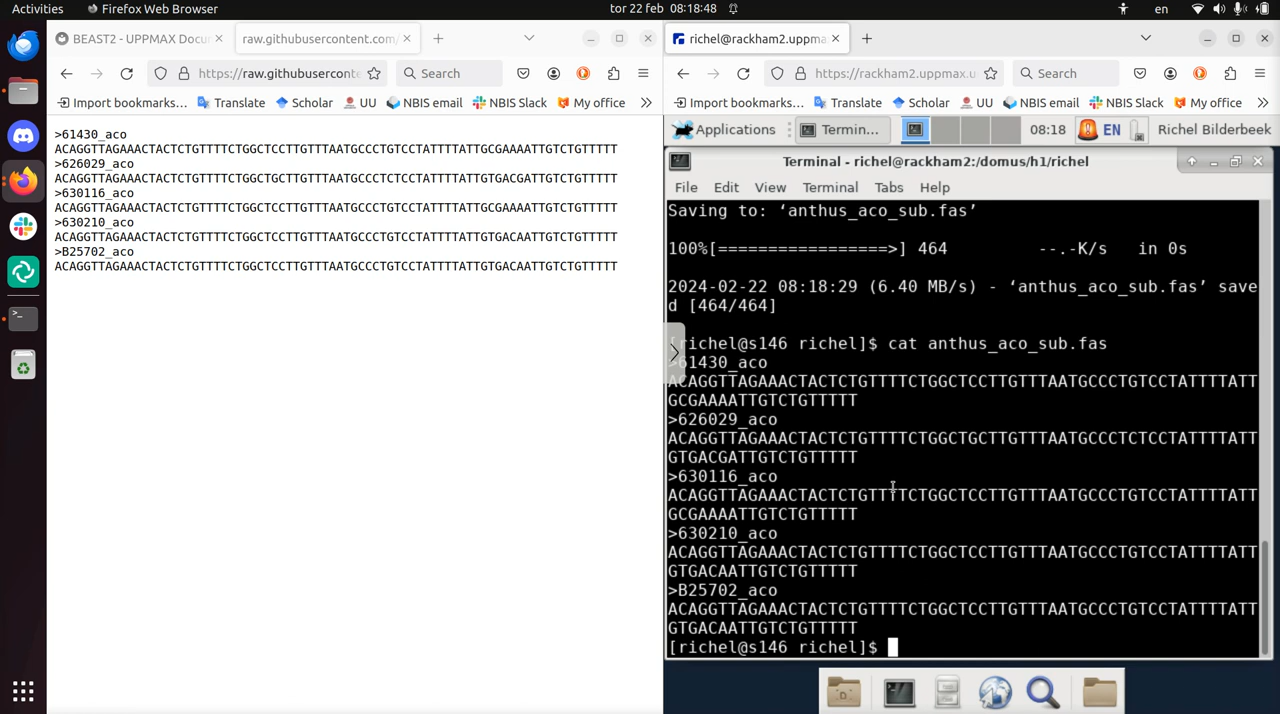 Activities
Firefox Web Browser
tor 22 feb 08:18:48
en
BEAST2 - UPPMAX Docu
raw.githubusercontent.com/
https://raw.githubusercont
Search
Import bookmarks...
Translate
Scholar
UU
NBIS email
NBIS Slack
My office
>61430_aco
ACAGGTTAGAAACTACTCTGTTTTCTGGCTCCTTGTTTAATGCCCTGTCCTATTTTATTGCGAAAATTGTCTGTTTTT
>626029_aco
ACAGGTTAGAAACTACTCTGTTTTCTGGCTGCTTGTTTAATGCCCTCTCCTATTTTATTGTGACGATTGTCTGTTTTT
>630116_aco
ACAGGTTAGAAACTACTCTGTTTTCTGGCTCCTTGTTTAATGCCCTGTCCTATTTTATTGCGAAAATTGTCTGTTTTT
>630210_aco
ACAGGTTAGAAACTACTCTGTTTTCTGGCTCCTTGTTTAATGCCCTGTCCTATTTTATTGTGACAATTGTCTGTTTTT
>B25702_aco
ACAGGTTAGAAACTACTCTGTTTTCTGGCTCCTTGTTTAATGCCCTGTCCTATTTTATTGTGACAATTGTCTGTTTTT
richel@rackham2.uppma
https://rackham2.uppmax.u
Search
Import bookmarks...
Translate
Scholar
UU
NBIS email
NBIS Slack
My office
Applications
Termin...
08:18
EN
Richel Bilderbeek
Terminal - richel@rackham2:/domus/h1/richel
File Edit View Terminal Tabs Help
Saving to: ‘anthus_aco_sub.fas’
100%[=================>] 464 --.-K/s in 0s
2024-02-22 08:18:29 (6.40 MB/s) - ‘anthus_aco_sub.fas’ save
d [464/464]
[richel@s146 richel]$ cat anthus_aco_sub.fas
>61430_aco
ACAGGTTAGAAACTACTCTGTTTTCTGGCTCCTTGTTTAATGCCCTGTCCTATTTTATT
GCGAAAATTGTCTGTTTTT
>626029_aco
ACAGGTTAGAAACTACTCTGTTTTCTGGCTGCTTGTTTAATGCCCTCTCCTATTTTATT
GTGACGATTGTCTGTTTTT
>630116_aco
ACAGGTTAGAAACTACTCTGTTTTCTGGCTCCTTGTTTAATGCCCTGTCCTATTTTATT
GCGAAAATTGTCTGTTTTT
>630210_aco
ACAGGTTAGAAACTACTCTGTTTTCTGGCTCCTTGTTTAATGCCCTGTCCTATTTTATT
GTGACAATTGTCTGTTTTT
>B25702_aco
ACAGGTTAGAAACTACTCTGTTTTCTGGCTCCTTGTTTAATGCCCTGTCCTATTTTATT
GTGACAATTGTCTGTTTTT
[richel@s146 richel]$